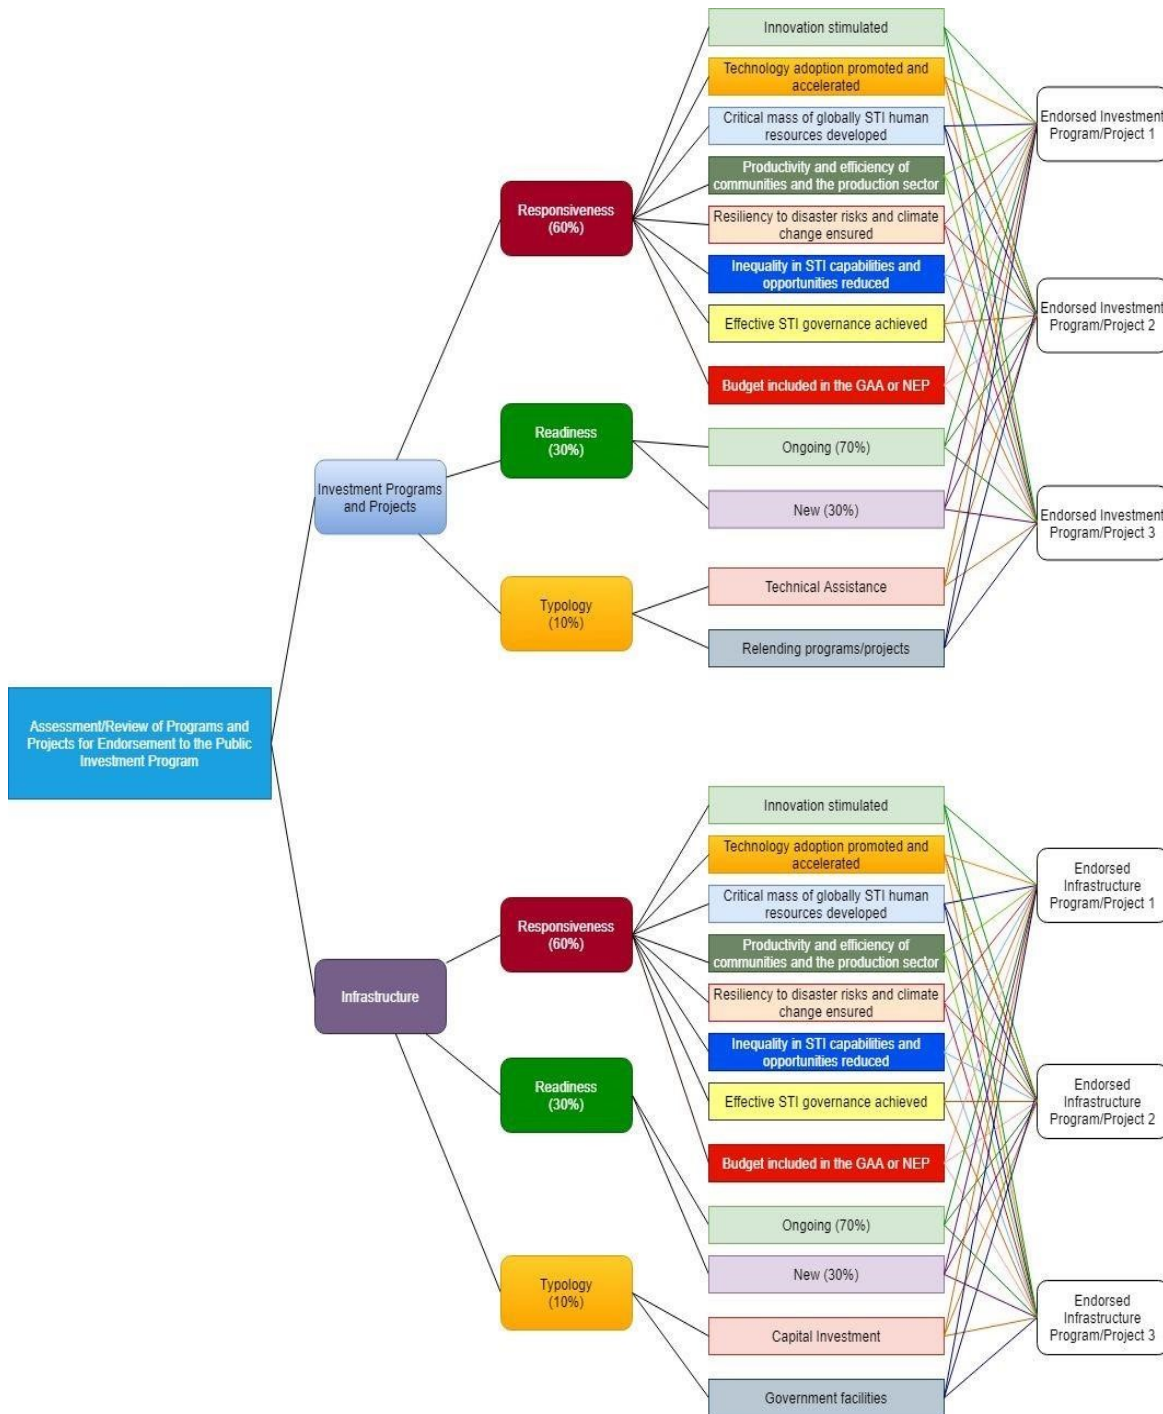 Assessment/Review of Programs and
Projects for Endorsement to the Public
Investment Program
Investment Programs
and Projects
Responsiveness
(60%)
Innovation stimulated
Technology adoption promoted and
accelerated
Critical mass of globally STI human
resources developed
Productivity and efficiency of
communities and the production sector
Resiliency to disaster risks and climate
change ensured
Inequality in STI capabilities and
opportunities reduced
Effective STI governance achieved
Budget included in the GAA or NEP
Readiness
(30%)
Ongoing (70%)
New (30%)
Typology
(10%)
Technical Assistance
Relending programs/projects
Endorsed Investment
Program/Project 1
Endorsed Investment
Program/Project 2
Endorsed Investment
Program/Project 3
Infrastructure
Responsiveness
(60%)
Innovation stimulated
Technology adoption promoted and
accelerated
Critical mass of globally STI human
resources developed
Productivity and efficiency of
communities and the production sector
Resiliency to disaster risks and climate
change ensured
Inequality in STI capabilities and
opportunities reduced
Effective STI governance achieved
Budget included in the GAA or NEP
Readiness
(30%)
Ongoing (70%)
New (30%)
Typology
(10%)
Capital Investment
Government facilities
Endorsed
Infrastructure
Program/Project 1
Endorsed
Infrastructure
Program/Project 2
Endorsed
Infrastructure
Program/Project 3